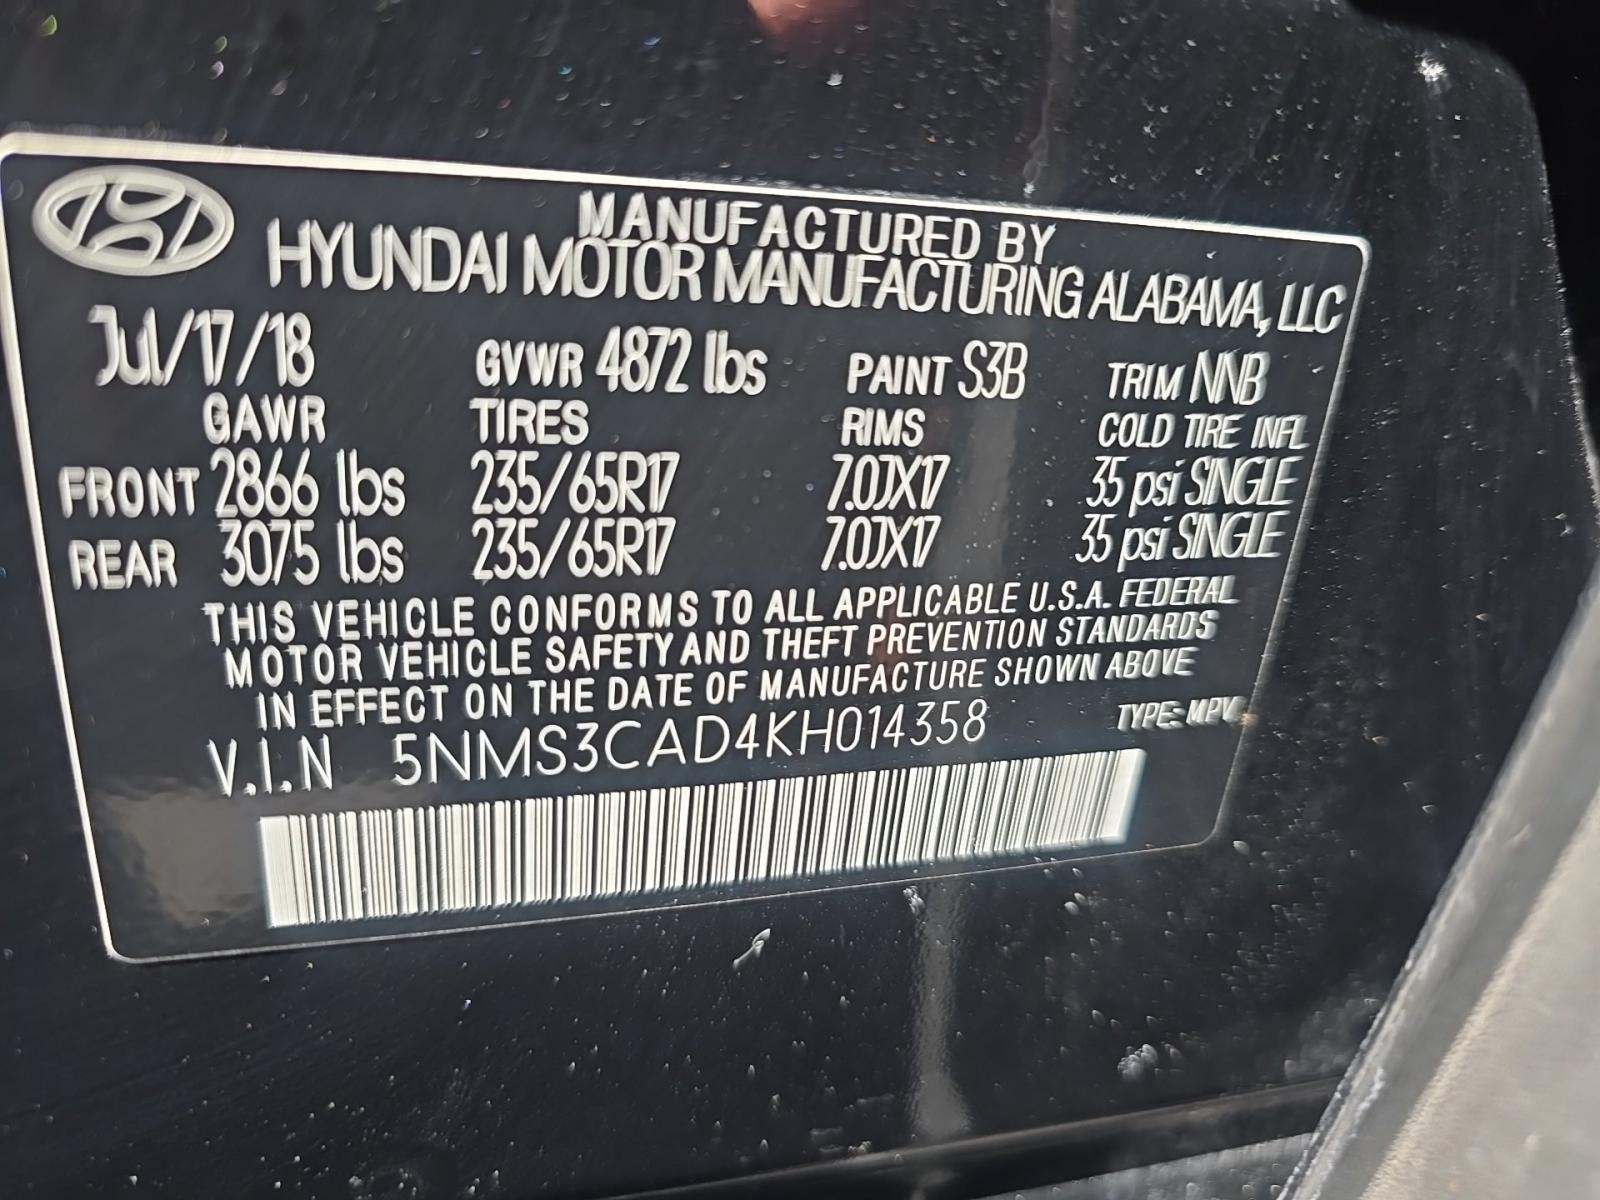 MANUFACTURED BY
HYUNDAI MOTOR MANUFACTURING ALABAMA, LLC
Jul/17/18 GVWR 4872 lbs PAINT S3B TRIM NNB
GAWR TIRES RIMS COLD TIRE INFL
FRONT 2866 lbs 235/65R17 7.0JX17 35 psi SINGLE
REAR 3075 lbs 235/65R17 7.0JX17 35 psi SINGLE
THIS VEHICLE CONFORMS TO ALL APPLICABLE U.S.A. FEDERAL
MOTOR VEHICLE SAFETY AND THEFT PREVENTION STANDARDS
IN EFFECT ON THE DATE OF MANUFACTURE SHOWN ABOVE
V.I.N 5NMS3CAD4KH014358 TYPE: MPV